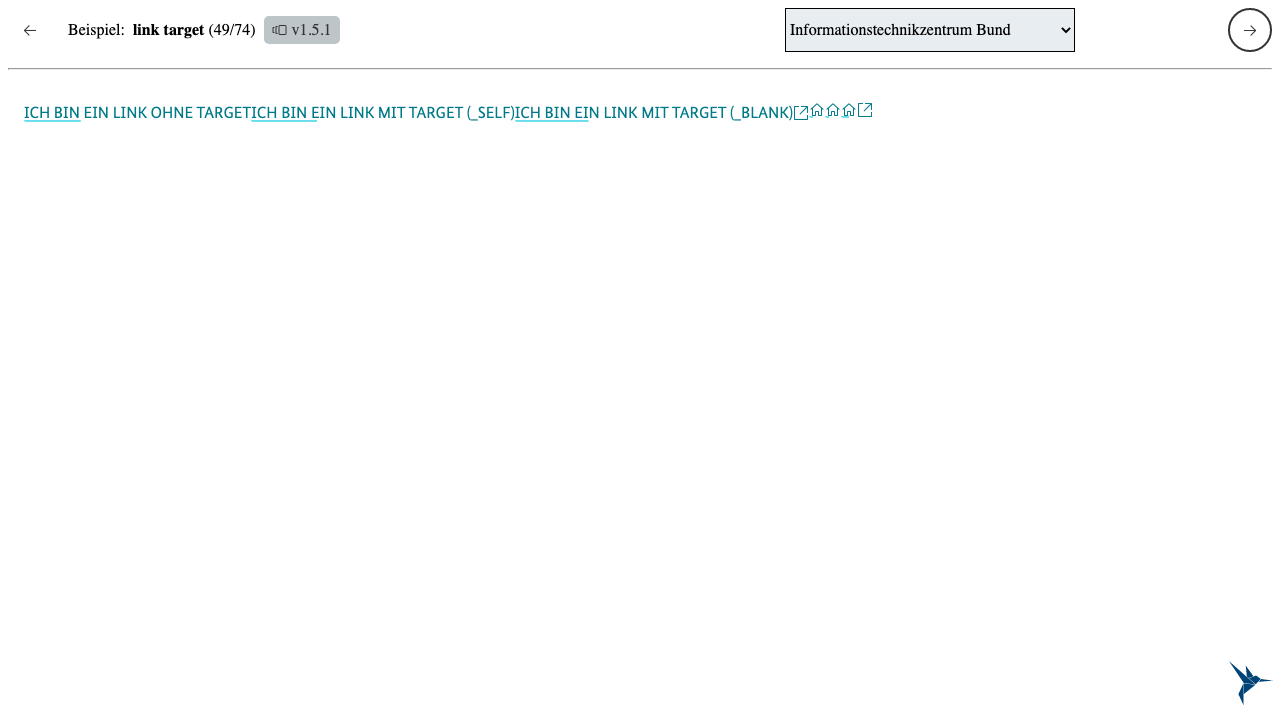 Beispiel: link target (49/74) v1.5.1 Informationstechnikzentrum Bund
ICH BIN EIN LINK OHNE TARGETICH BIN EIN LINK MIT TARGET (_SELF)ICH BIN EIN LINK MIT TARGET (_BLANK)